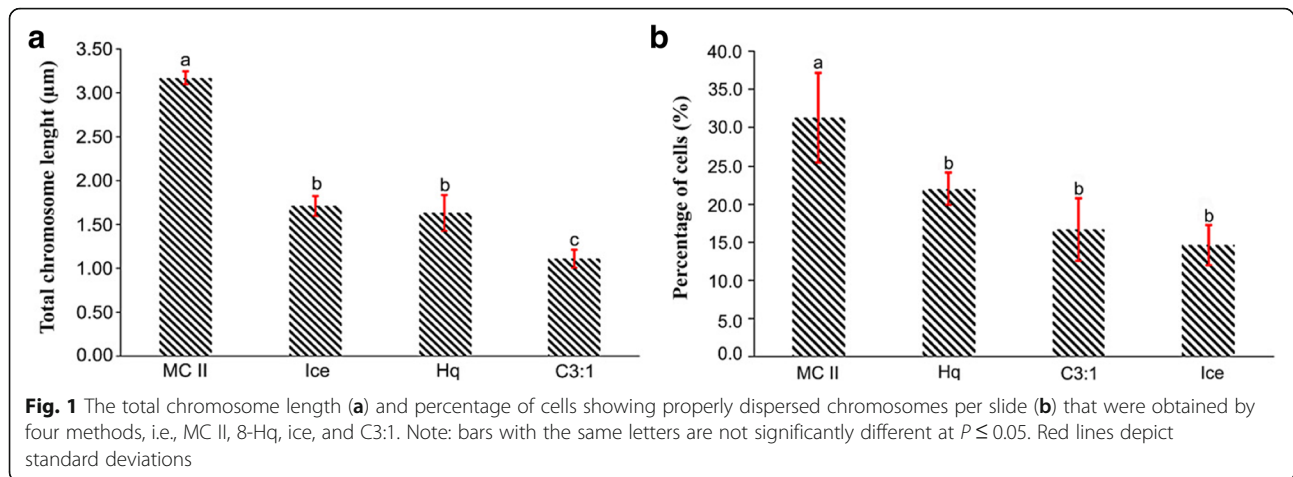 a
b
3.50
3.00
2.50
2.00
1.50
1.00
0.50
0.00
Total chromosome lenght (µm)
a
b
b
c
MC II Ice Hq C3:1
40.0
35.0
30.0
25.0
20.0
15.0
10.0
5.0
0.0
Percentage of cells (%)
a
b
b
b
MC II Hq C3:1 Ice
Fig. 1 The total chromosome length (a) and percentage of cells showing properly dispersed chromosomes per slide (b) that were obtained by
four methods, i.e., MC II, 8-Hq, ice, and C3:1. Note: bars with the same letters are not significantly different at P ≤ 0.05. Red lines depict
standard deviations